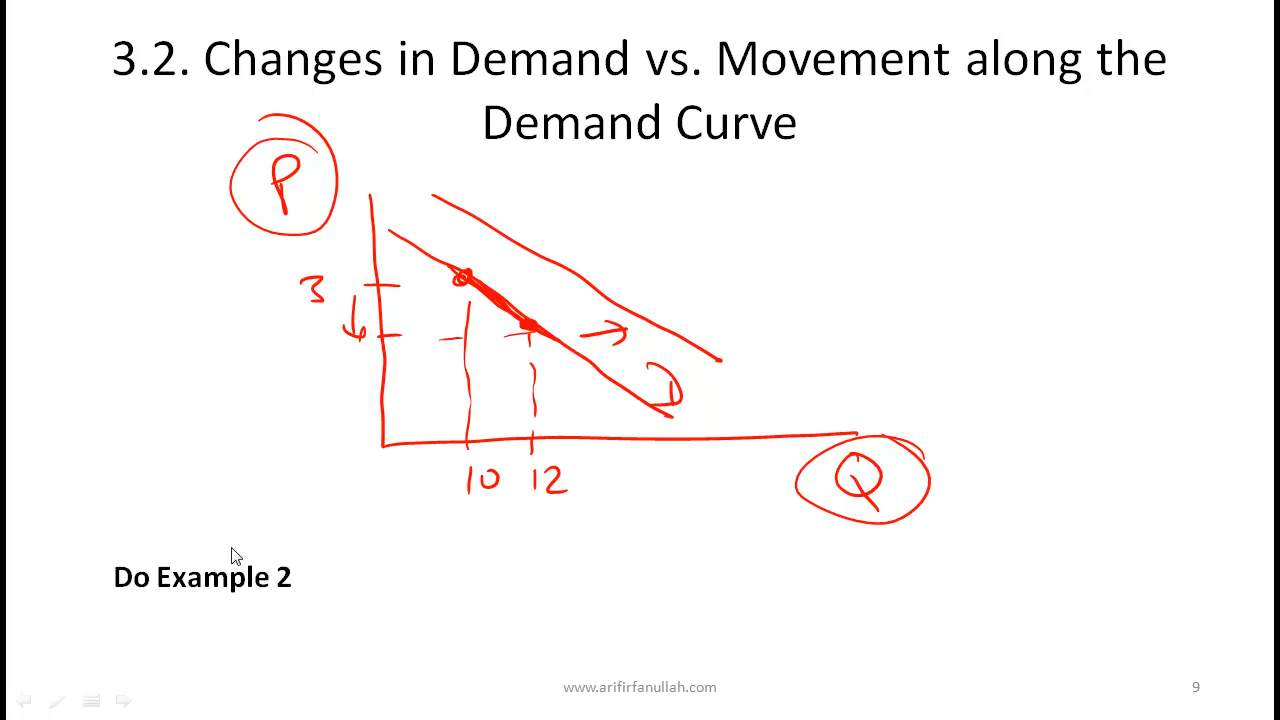 3.2. Changes in Demand vs. Movement along the
Demand Curve
P
3
D
10 12
Q
Do Example 2
www.arifirfanullah.com
9